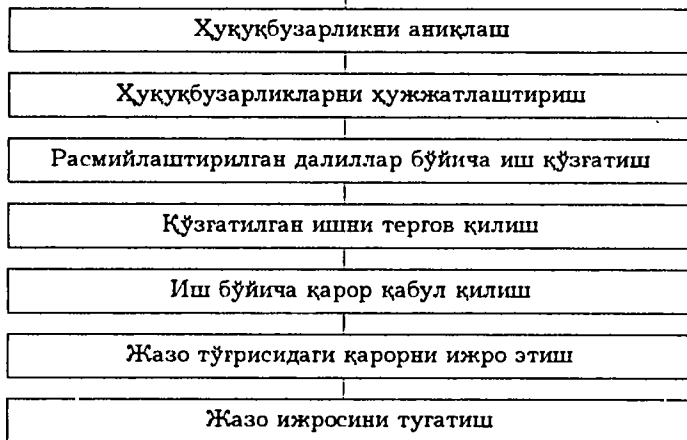 Ҳуқуқбузарликни аниқлаш
Ҳуқуқбузарликларни ҳужжатлаштириш
Расмийлаштирилган далиллар бўйича иш қўзғатиш
Қўзғатилган ишни тергов қилиш
Иш бўйича қарор қабул қилиш
Жазо тўғрисидаги қарорни ижро этиш
Жазо ижросини тугатиш